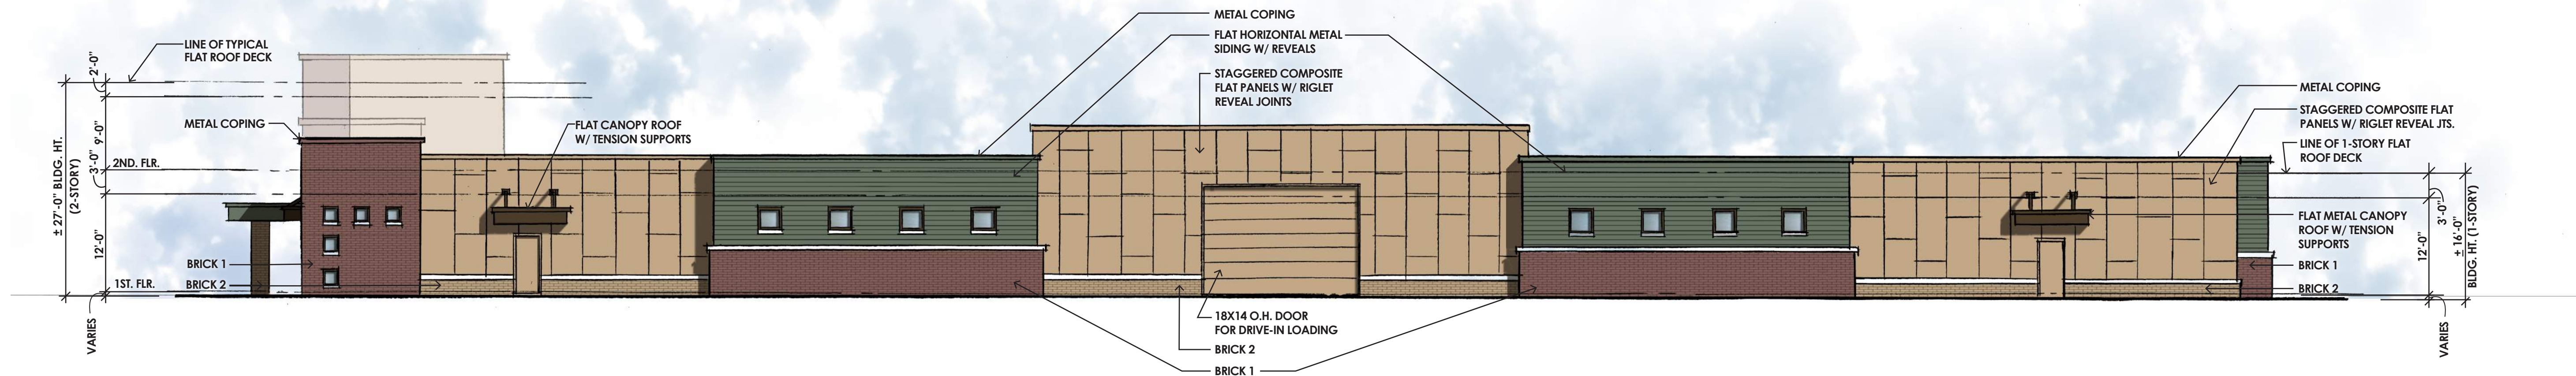 METAL COPING
FLAT HORIZONTAL METAL
SIDING W/ REVEALS
STAGGERED COMPOSITE
FLAT PANELS W/ RIGLET
REVEAL JOINTS
LINE OF TYPICAL
FLAT ROOF DECK
2'-0"
9'-0"
3'-0"
12'-0"
± 27'-0" BLDG. HT.
(2-STORY)
METAL COPING
2ND. FLR.
FLAT CANOPY ROOF
W/ TENSION SUPPORTS
BRICK 1
BRICK 2
1ST. FLR.
VARIES
18X14 O.H. DOOR
FOR DRIVE-IN LOADING
BRICK 2
BRICK 1
METAL COPING
STAGGERED COMPOSITE FLAT
PANELS W/ RIGLET REVEAL JTS.
LINE OF 1-STORY FLAT
ROOF DECK
FLAT METAL CANOPY
ROOF W/ TENSION
SUPPORTS
BRICK 1
BRICK 2
12'-0"
3'-0"
± 16'-0"
BLDG. HT. (1-STORY)
VARIES